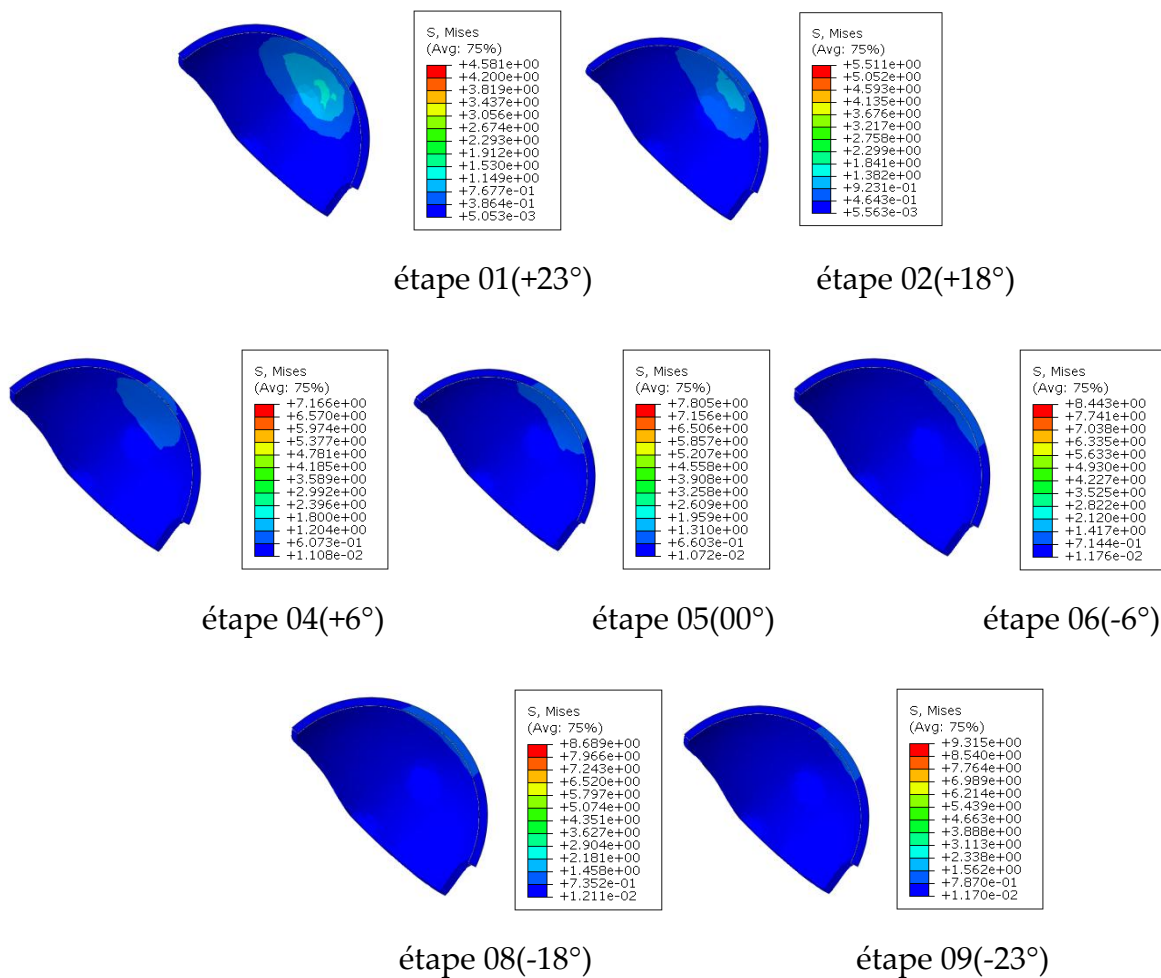 S, Mises
(Avg: 75%)
+4.581e+00
+4.200e+00
+3.819e+00
+3.437e+00
+3.056e+00
+2.674e+00
+2.293e+00
+1.912e+00
+1.530e+00
+1.149e+00
+7.677e-01
+3.864e-01
+5.053e-03
étape 01(+23°)
S, Mises
(Avg: 75%)
+5.511e+00
+5.052e+00
+4.593e+00
+4.135e+00
+3.676e+00
+3.217e+00
+2.758e+00
+2.299e+00
+1.841e+00
+1.382e+00
+9.231e-01
+4.643e-01
+5.563e-03
étape 02(+18°)
S, Mises
(Avg: 75%)
+7.166e+00
+6.570e+00
+5.974e+00
+5.377e+00
+4.781e+00
+4.185e+00
+3.589e+00
+2.992e+00
+2.396e+00
+1.800e+00
+1.204e+00
+6.073e-01
+1.108e-02
étape 04(+6°)
S, Mises
(Avg: 75%)
+7.805e+00
+7.156e+00
+6.506e+00
+5.857e+00
+5.207e+00
+4.558e+00
+3.908e+00
+3.258e+00
+2.609e+00
+1.959e+00
+1.310e+00
+6.603e-01
+1.072e-02
étape 05(00°)
S, Mises
(Avg: 75%)
+8.443e+00
+7.741e+00
+7.038e+00
+6.335e+00
+5.633e+00
+4.930e+00
+4.227e+00
+3.525e+00
+2.822e+00
+2.120e+00
+1.417e+00
+7.144e-01
+1.176e-02
étape 06(-6°)
S, Mises
(Avg: 75%)
+8.689e+00
+7.966e+00
+7.243e+00
+6.520e+00
+5.797e+00
+5.074e+00
+4.351e+00
+3.627e+00
+2.904e+00
+2.181e+00
+1.458e+00
+7.352e-01
+1.211e-02
étape 08(-18°)
S, Mises
(Avg: 75%)
+9.315e+00
+8.540e+00
+7.764e+00
+6.989e+00
+6.214e+00
+5.439e+00
+4.663e+00
+3.888e+00
+3.113e+00
+2.338e+00
+1.562e+00
+7.870e-01
+1.170e-02
étape 09(-23°)